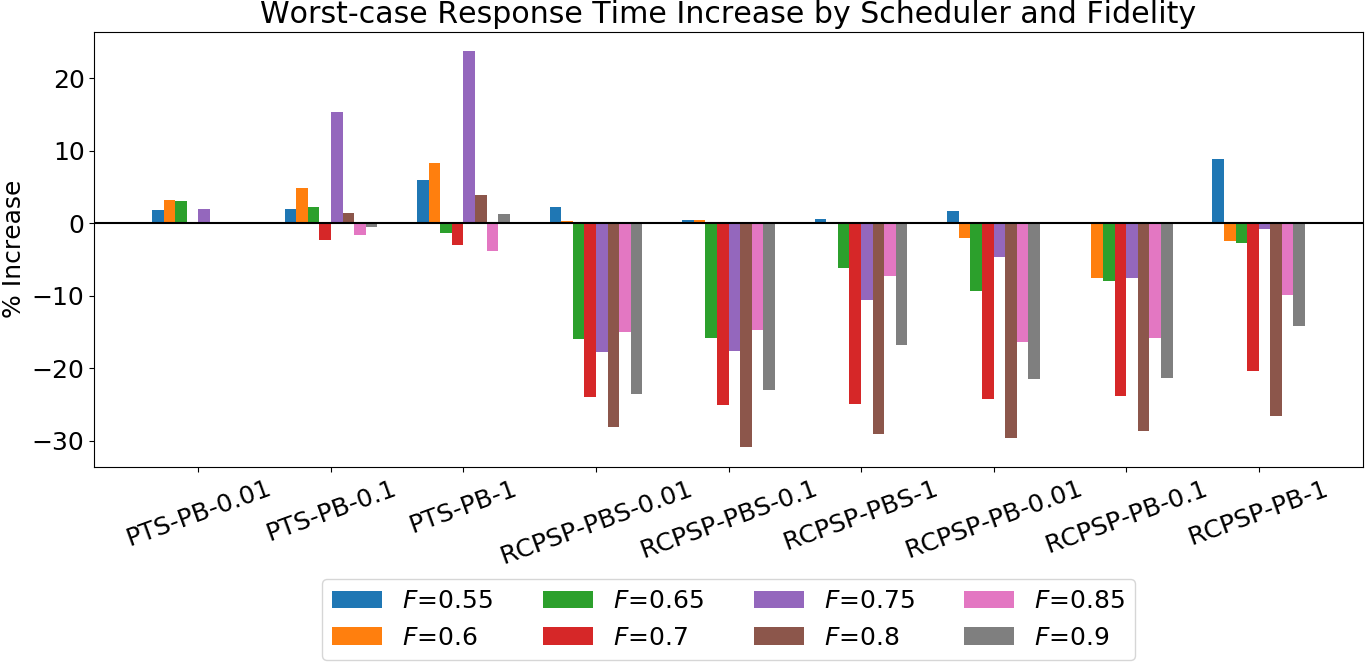 Worst-case Response Time Increase by Scheduler and Fidelity
% Increase
20
10
0
−10
−20
−30
PTS-PB-0.01
PTS-PB-0.1
PTS-PB-1
RCPSP-PBS-0.01
RCPSP-PBS-0.1
RCPSP-PBS-1
RCPSP-PB-0.01
RCPSP-PB-0.1
RCPSP-PB-1
F=0.55 F=0.65 F=0.75 F=0.85
F=0.6 F=0.7 F=0.8 F=0.9